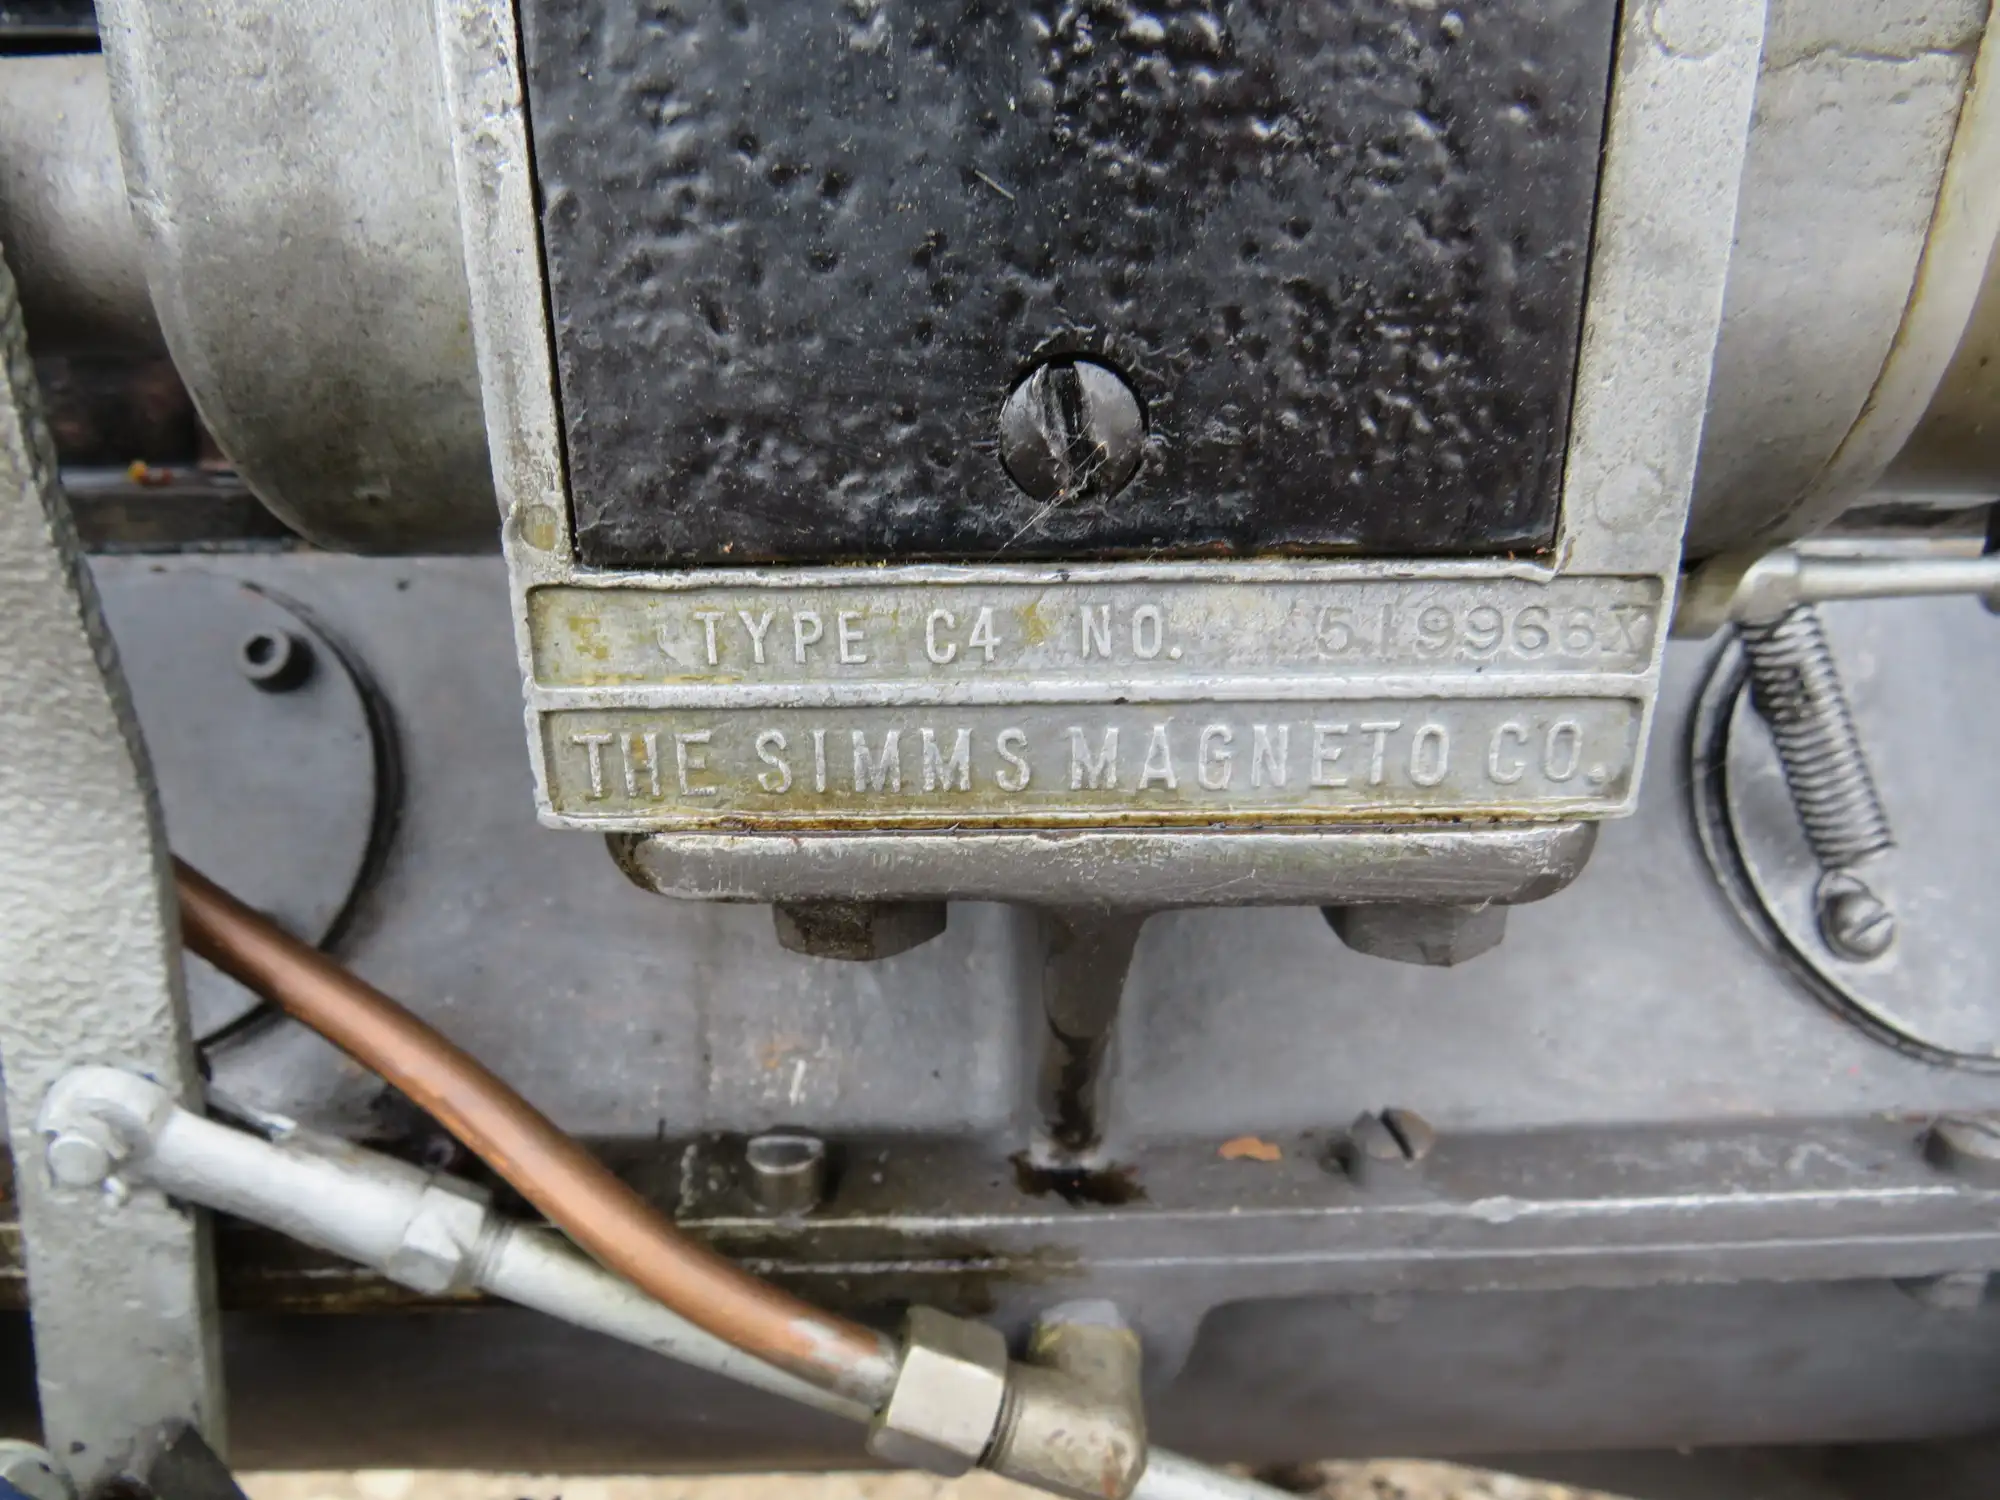 TYPE C4 NO. 519966X
THE SIMMS MAGNETO CO.